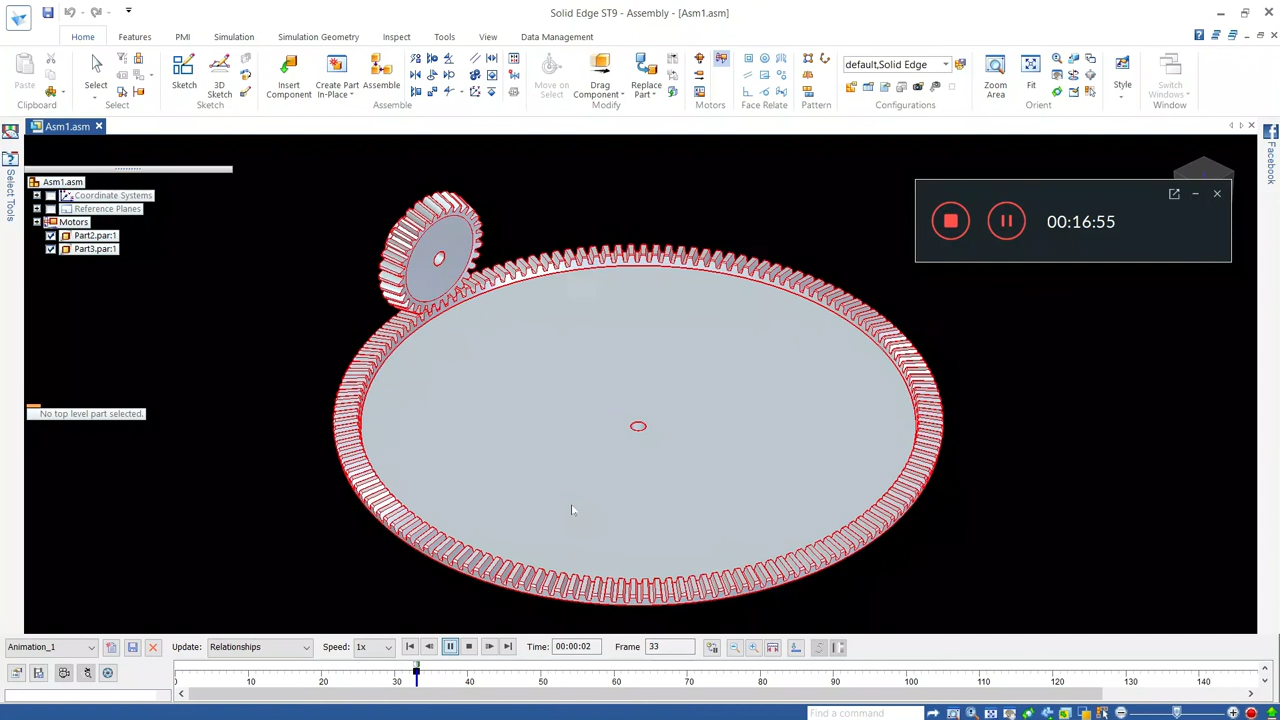 Solid Edge ST9 - Assembly - [Asm1.asm]
Home Features PMI Simulation Simulation Geometry Inspect Tools View Data Management
Paste
Clipboard
Select
Select
Sketch
3D Sketch
Sketch
Insert Component
Create Part In-Place
Assemble
Assemble
Move on Select
Drag Component
Replace Part
Modify
Motors
Face Relate
Pattern
default,Solid Edge
Configurations
Zoom Area
Fit
Orient
Style
Switch Windows
Window
Asm1.asm
Asm1.asm
Coordinate Systems
Reference Planes
Motors
Part2.par:1
Part3.par:1
Select Tools
Facebook
00:16:55
No top level part selected.
Animation_1 Update: Relationships Speed: 1x Time: 00:00:02 Frame 33
0 10 20 30 40 50 60 70 80 90 100 110 120 130 140
Find a command